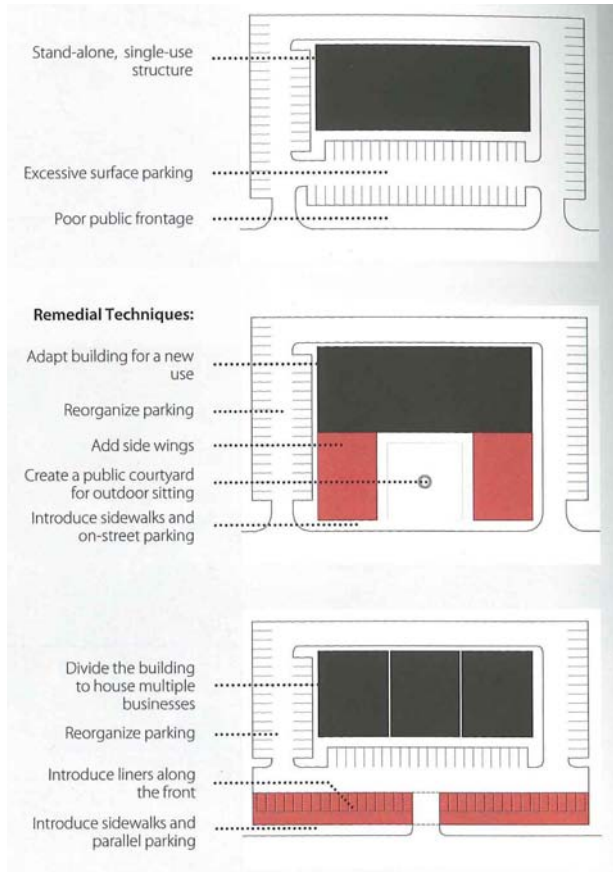 Stand-alone, single-use
structure
Excessive surface parking
Poor public frontage
Remedial Techniques:
Adapt building for a new
use
Reorganize parking
Add side wings
Create a public courtyard
for outdoor sitting
Introduce sidewalks and
on-street parking
Divide the building
to house multiple
businesses
Reorganize parking
Introduce liners along
the front
Introduce sidewalks and
parallel parking